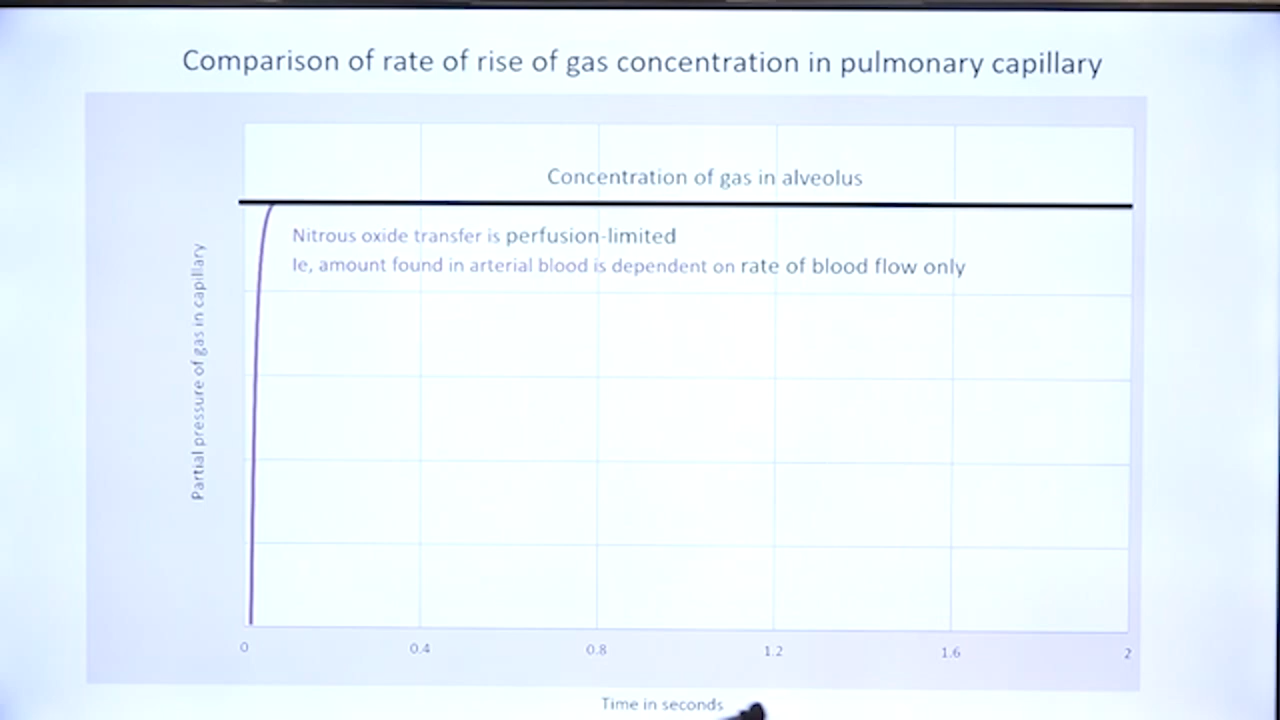 Comparison of rate of rise of gas concentration in pulmonary capillary
Concentration of gas in alveolus
Nitrous oxide transfer is perfusion-limited
Ie, amount found in arterial blood is dependent on rate of blood flow only
Partial pressure of gas in capillary
0 0.4 0.8 1.2 1.6 2
Time in seconds